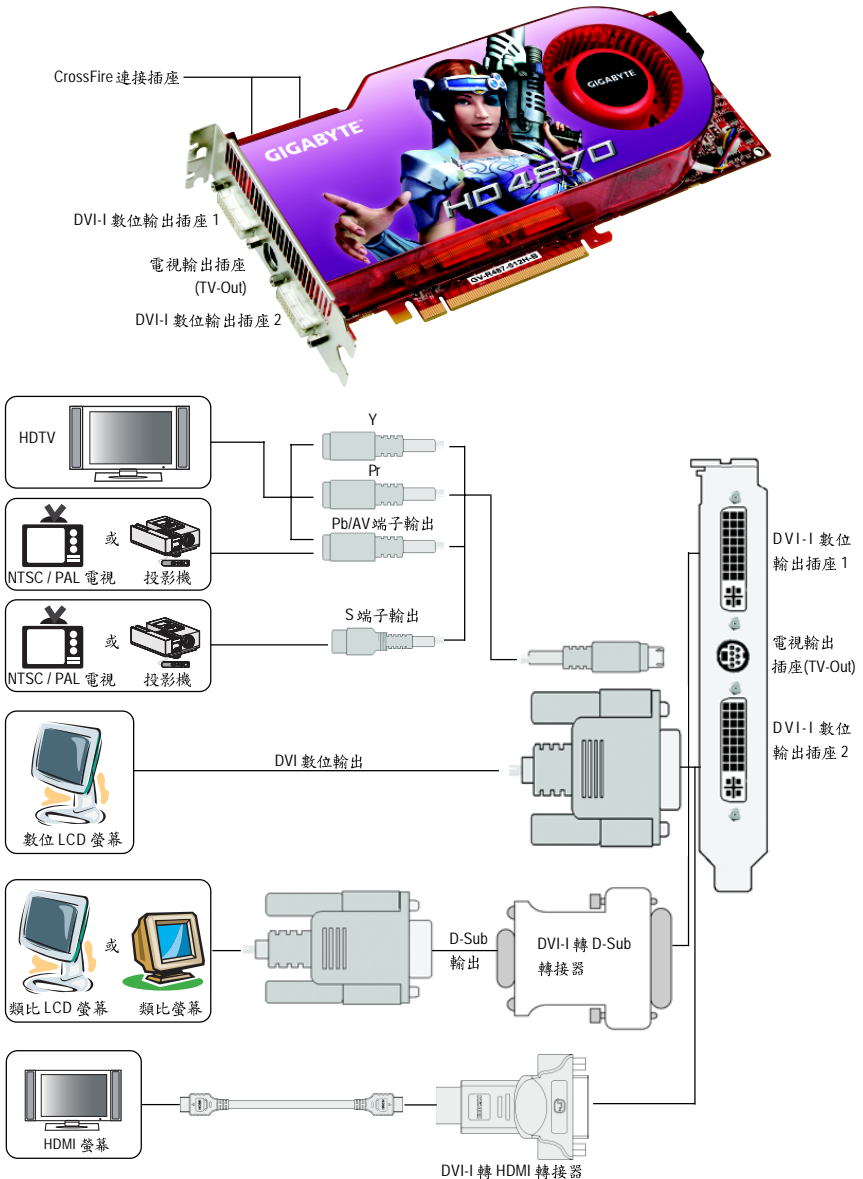 CrossFire 連接插座
GIGABYTE
GIGABYTE
HD 4870
DVI-I 數位輸出插座 1
電視輸出插座
(TV-Out)
GV-R487-512H-B
DVI-I 數位輸出插座 2
HDTV
Y
Pr
Pb/AV 端子輸出
或
NTSC / PAL 電視
投影機
S 端子輸出
或
NTSC / PAL 電視
投影機
DVI-I 數位
輸出插座 1
電視輸出
插座(TV-Out)
DVI-I 數位
輸出插座 2
DVI 數位輸出
數位 LCD 螢幕
或
類比 LCD 螢幕
類比螢幕
D-Sub
輸出
DVI-I 轉 D-Sub
轉接器
HDMI 螢幕
DVI-I 轉 HDMI 轉接器